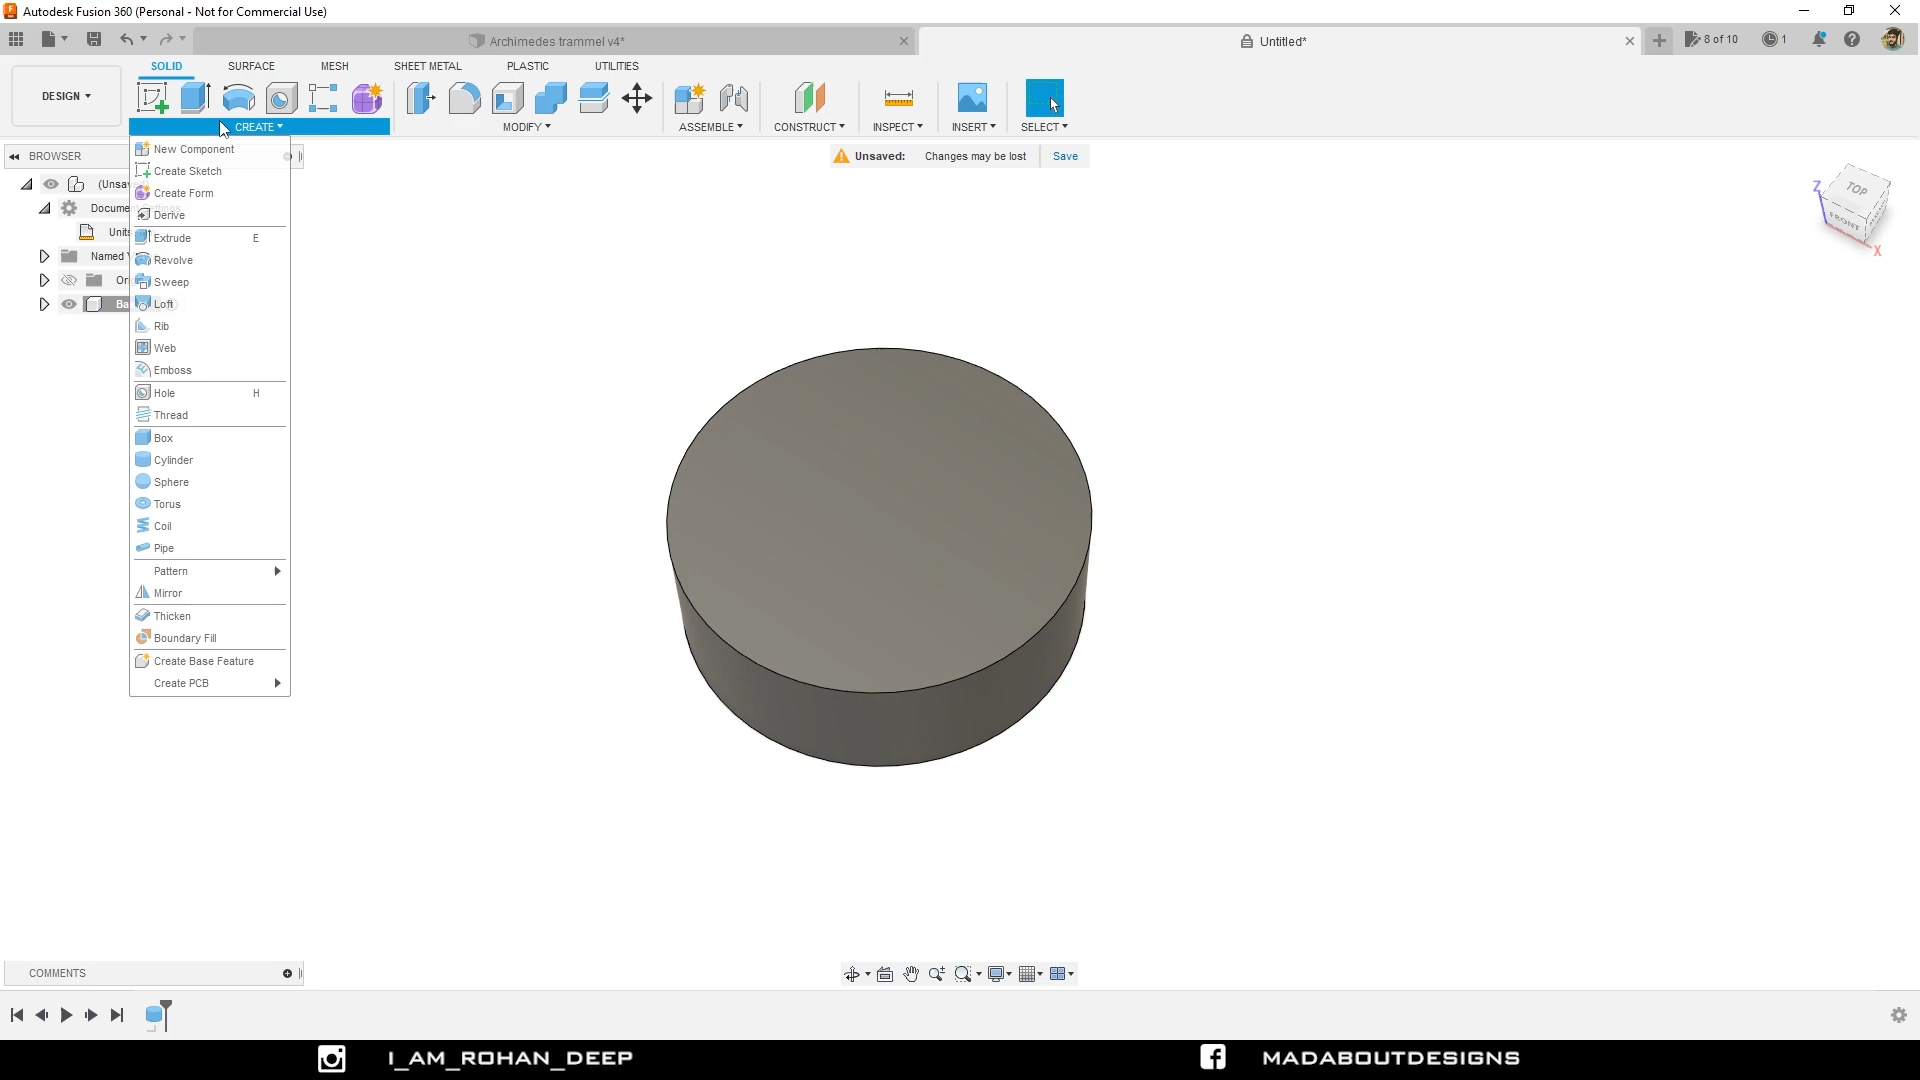 Autodesk Fusion 360 (Personal - Not for Commercial Use)
Archimedes trammel v4*
Untitled*
8 of 10
1
DESIGN
SOLID
SURFACE
MESH
SHEET METAL
PLASTIC
UTILITIES
CREATE
MODIFY
ASSEMBLE
CONSTRUCT
INSPECT
INSERT
SELECT
BROWSER
Unsaved: Changes may be lost
Save
New Component
Create Sketch
Create Form
Derive
Extrude E
Revolve
Sweep
Loft
Rib
Web
Emboss
Hole H
Thread
Box
Cylinder
Sphere
Torus
Coil
Pipe
Pattern
Mirror
Thicken
Boundary Fill
Create Base Feature
Create PCB
Units
Named
TOP
FRONT
Z
X
COMMENTS
I_AM_ROHAN_DEEP
MADABOUTDESIGNS